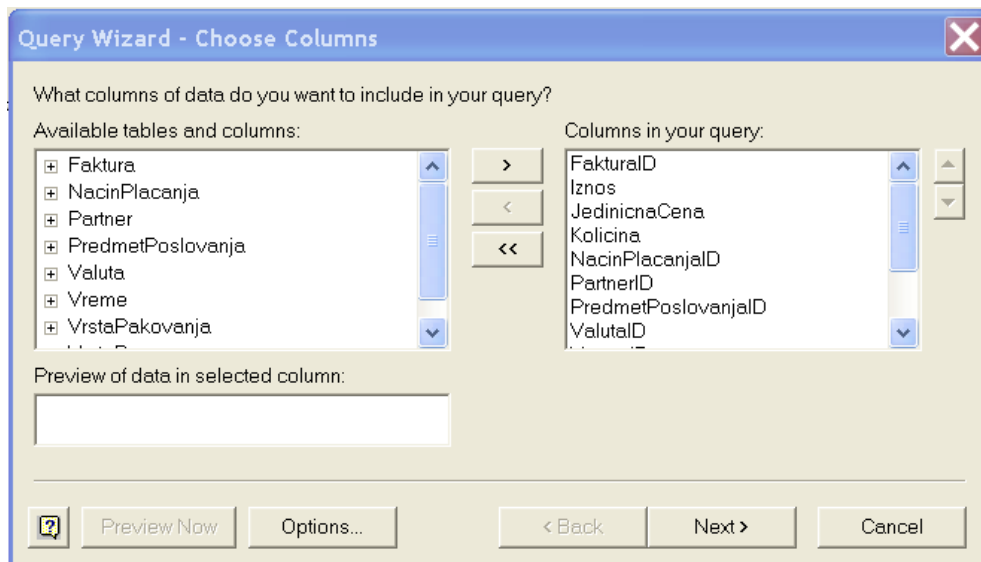 Query Wizard - Choose Columns
What columns of data do you want to include in your query?
Available tables and columns:
Columns in your query:
Faktura
NacinPlacanja
Partner
PredmetPoslovanja
Valuta
Vreme
VrstaPakovanja
>
<
<<
FakturaID
Iznos
JedinicnaCena
Kolicina
NacinPlacanjaID
PartnerID
PredmetPoslovanjaID
ValutaID
Preview of data in selected column:
Preview Now
Options...
< Back
Next >
Cancel